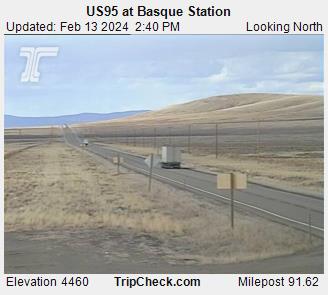 US95 at Basque Station
Updated: Feb 13 2024 2:40 PM
Looking North
Elevation 4460
TripCheck.com
Milepost 91.62